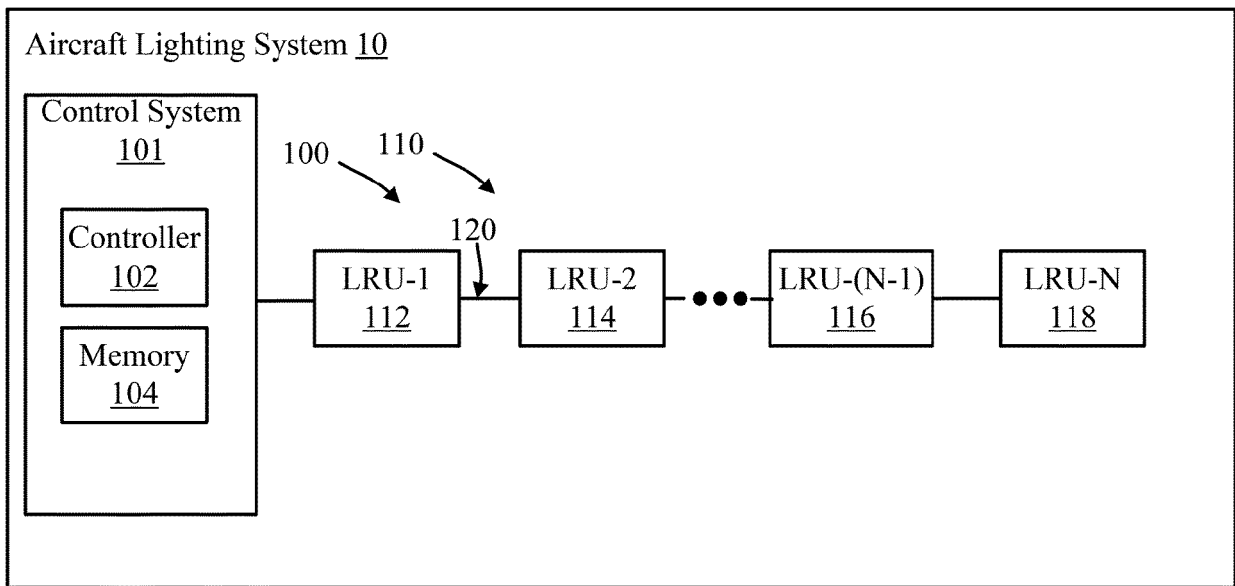 Aircraft Lighting System 10
Control System
101
Controller
102
Memory
104
100
110
120
LRU-1
112
LRU-2
114
LRU-(N-1)
116
LRU-N
118